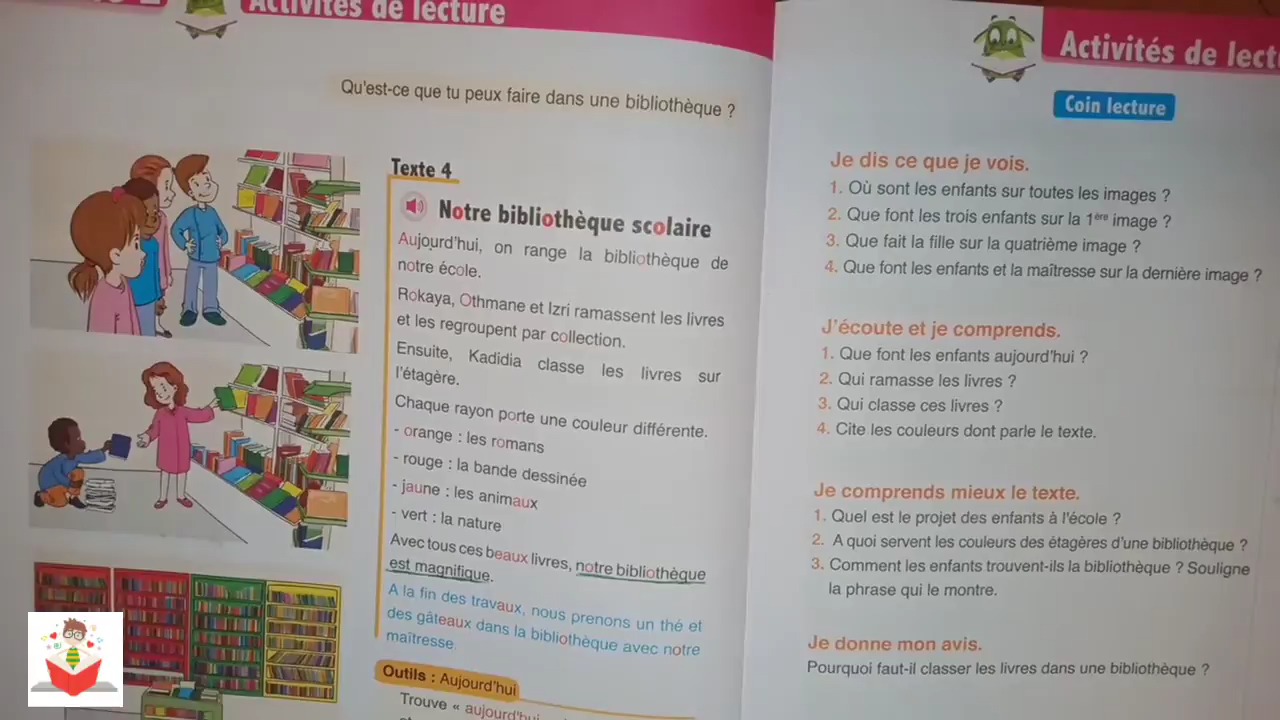 Activités de lecture
Qu'est-ce que tu peux faire dans une bibliothèque ?
Texte 4
Notre bibliothèque scolaire
Aujourd'hui, on range la bibliothèque de
notre école.
Rokaya, Othmane et Izri ramassent les livres
et les regroupent par collection.
Ensuite, Kadidia classe les livres sur
l'étagère.
Chaque rayon porte une couleur différente.
- orange : les romans
- rouge : la bande dessinée
- jaune : les animaux
- vert : la nature
Avec tous ces beaux livres, notre bibliothèque
est magnifique.
A la fin des travaux, nous prenons un thé et
des gâteaux dans la bibliothèque avec notre
maîtresse.
Outils : Aujourd'hui
Trouve « aujourd'hui
Activités de lect
Coin lecture
Je dis ce que je vois.
1. Où sont les enfants sur toutes les images ?
2. Que font les trois enfants sur la 1ère image ?
3. Que fait la fille sur la quatrième image ?
4. Que font les enfants et la maîtresse sur la dernière image ?
J'écoute et je comprends.
1. Que font les enfants aujourd'hui ?
2. Qui ramasse les livres ?
3. Qui classe ces livres ?
4. Cite les couleurs dont parle le texte.
Je comprends mieux le texte.
1. Quel est le projet des enfants à l'école ?
2. A quoi servent les couleurs des étagères d'une bibliothèque ?
3. Comment les enfants trouvent-ils la bibliothèque ? Souligne
la phrase qui le montre.
Je donne mon avis.
Pourquoi faut-il classer les livres dans une bibliothèque ?